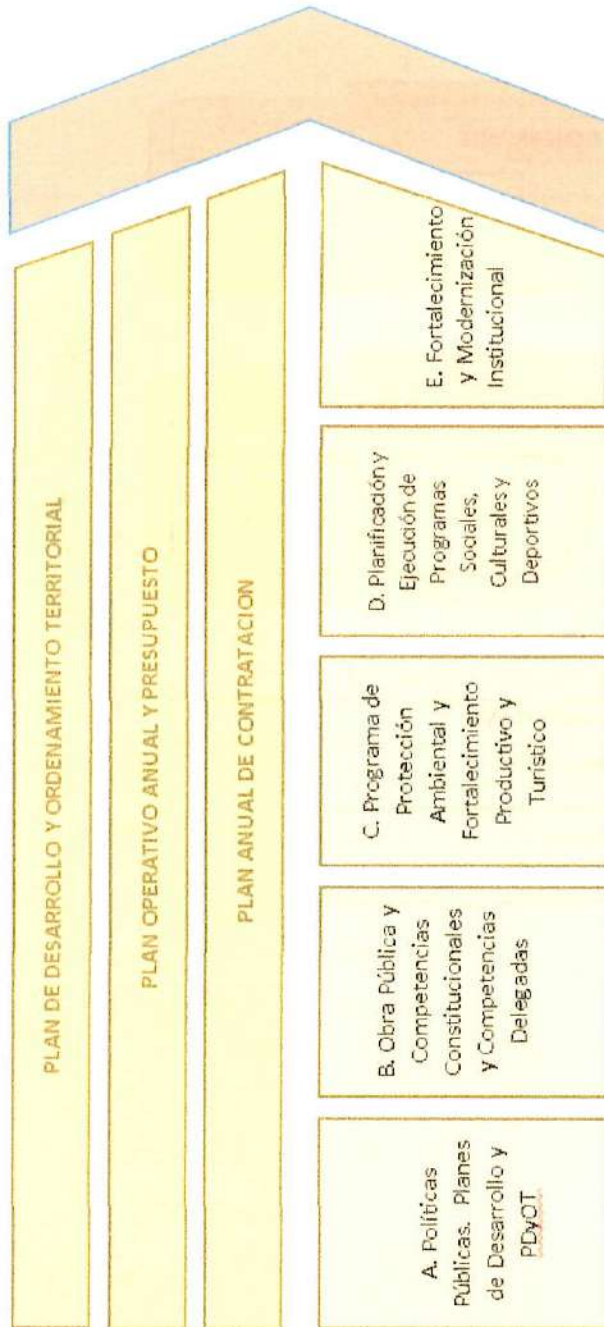 PLAN DE DESARROLLO Y ORDENAMIENTO TERRITORIAL
PLAN OPERATIVO ANUAL Y PRESUPUESTO
PLAN ANUAL DE CONTRATACION
A. Políticas
Públicas. Planes
de Desarrollo y
PDyOT
B. Obra Pública y
Competencias
Constitucionales
y Competencias
Delegadas
C. Programa de
Protección
Ambiental y
Fortalecimiento
Productivo y
Turístico
D. Planificación y
Ejecución de
Programas
Sociales,
Culturales y
Deportivos
E. Fortalecimiento
y Modernización
Institucional